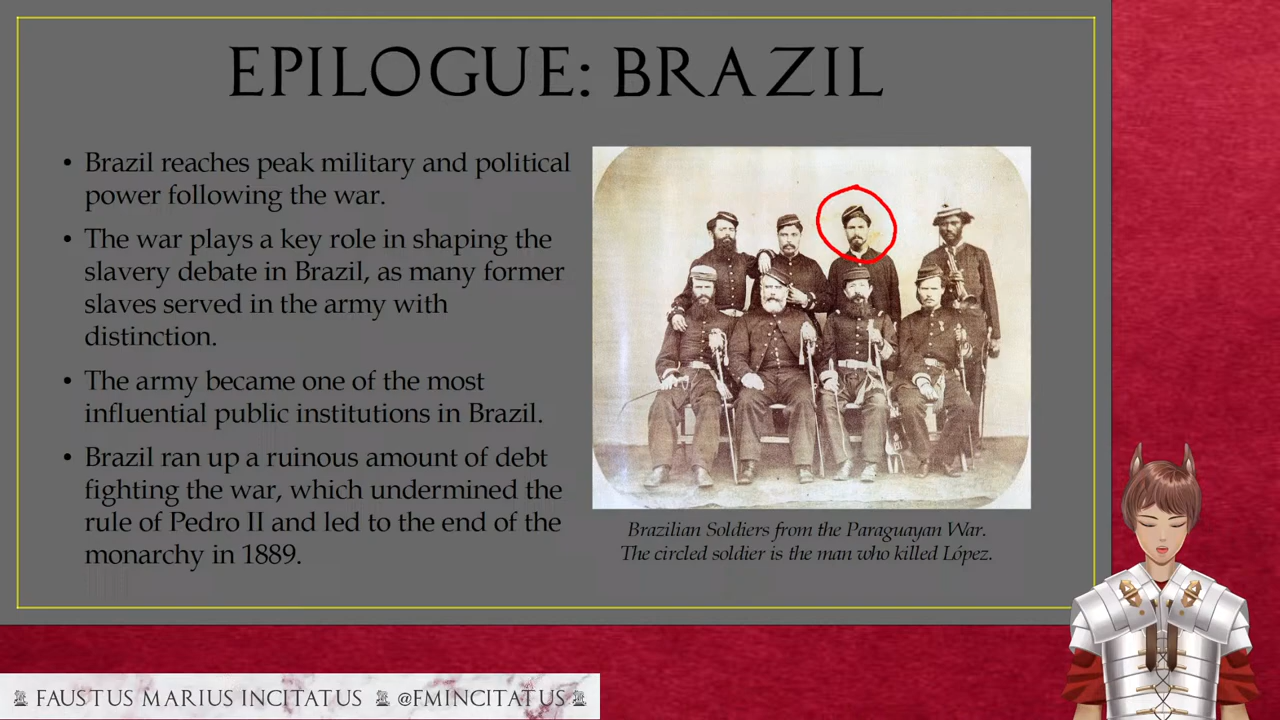 EPILOGUE: BRAZIL
• Brazil reaches peak military and political
power following the war.
• The war plays a key role in shaping the
slavery debate in Brazil, as many former
slaves served in the army with
distinction.
• The army became one of the most
influential public institutions in Brazil.
• Brazil ran up a ruinous amount of debt
fighting the war, which undermined the
rule of Pedro II and led to the end of the
monarchy in 1889.
Brazilian Soldiers from the Paraguayan War.
The circled soldier is the man who killed López.
FAUSTUS MARIUS INCITATUS @FMINCITATUS